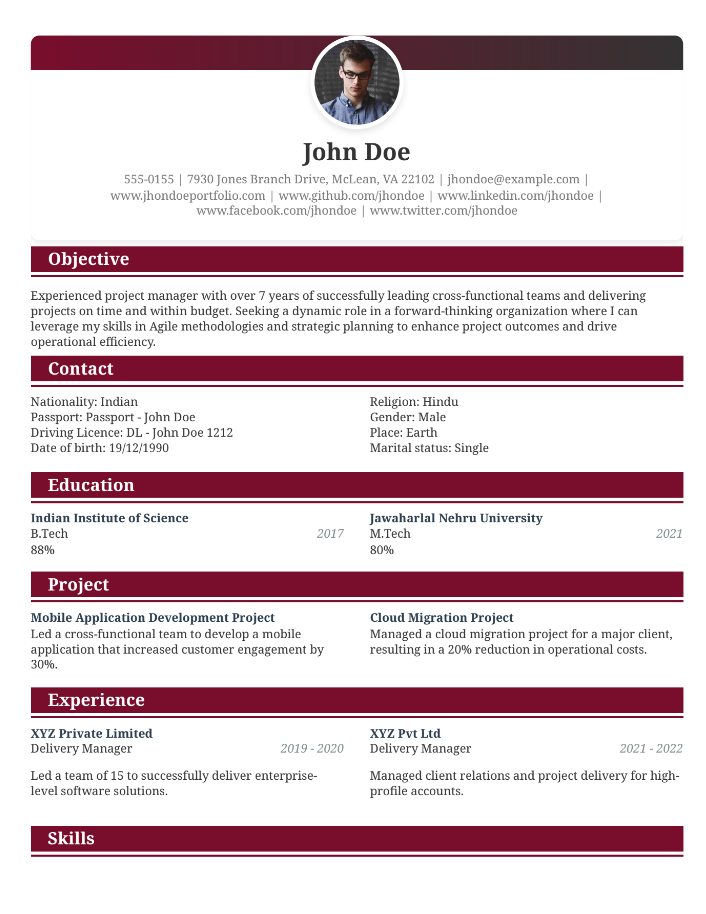 John Doe
555-0155 | 7930 Jones Branch Drive, McLean, VA 22102 | jhondoe@example.com |
www.jhondoeportfolio.com | www.github.com/jhondoe | www.linkedin.com/jhondoe |
www.facebook.com/jhondoe | www.twitter.com/jhondoe
Objective
Experienced project manager with over 7 years of successfully leading cross-functional teams and delivering
projects on time and within budget. Seeking a dynamic role in a forward-thinking organization where I can
leverage my skills in Agile methodologies and strategic planning to enhance project outcomes and drive
operational efficiency.
Contact
Nationality: Indian
Passport: Passport - John Doe
Driving Licence: DL - John Doe 1212
Date of birth: 19/12/1990
Religion: Hindu
Gender: Male
Place: Earth
Marital status: Single
Education
Indian Institute of Science
B.Tech 2017
88%
Jawaharlal Nehru University
M.Tech 2021
80%
Project
Mobile Application Development Project
Led a cross-functional team to develop a mobile
application that increased customer engagement by
30%.
Cloud Migration Project
Managed a cloud migration project for a major client,
resulting in a 20% reduction in operational costs.
Experience
XYZ Private Limited
Delivery Manager 2019 - 2020
Led a team of 15 to successfully deliver enterprise-
level software solutions.
XYZ Pvt Ltd
Delivery Manager 2021 - 2022
Managed client relations and project delivery for high-
profile accounts.
Skills